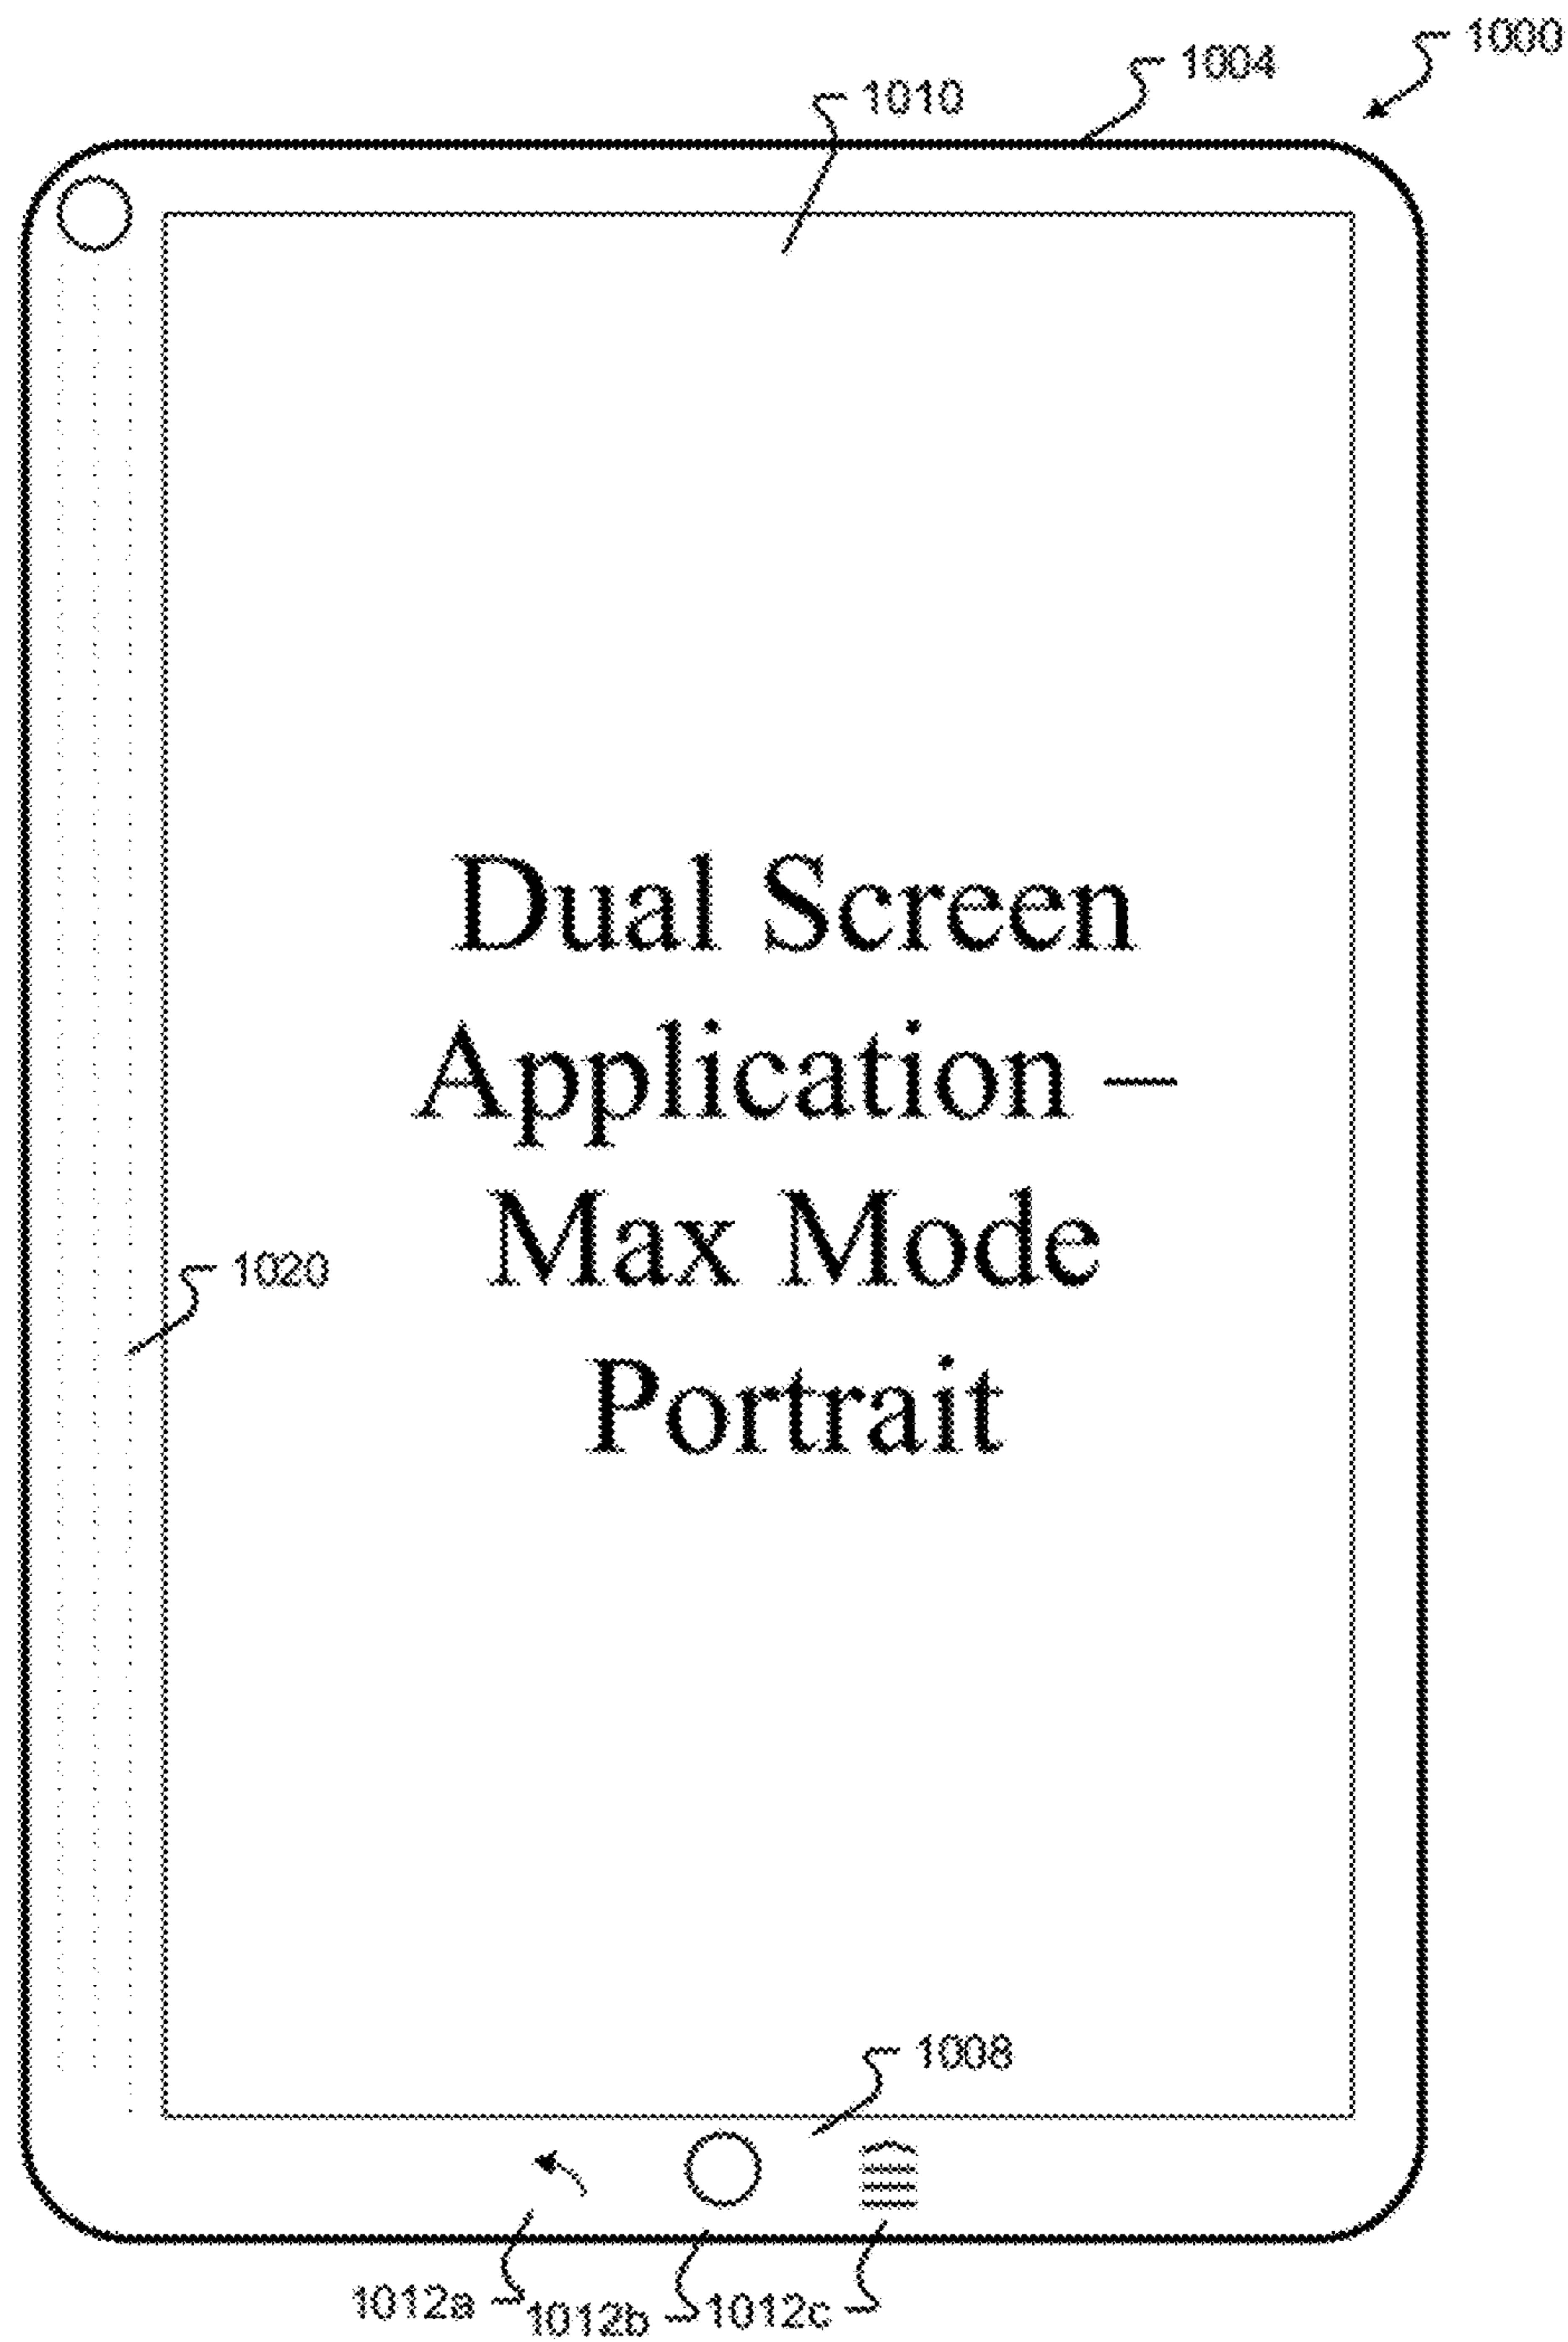 1000
1004
1010
Dual Screen
Application –
Max Mode
Portrait
1020
1008
1012a
1012b
1012c